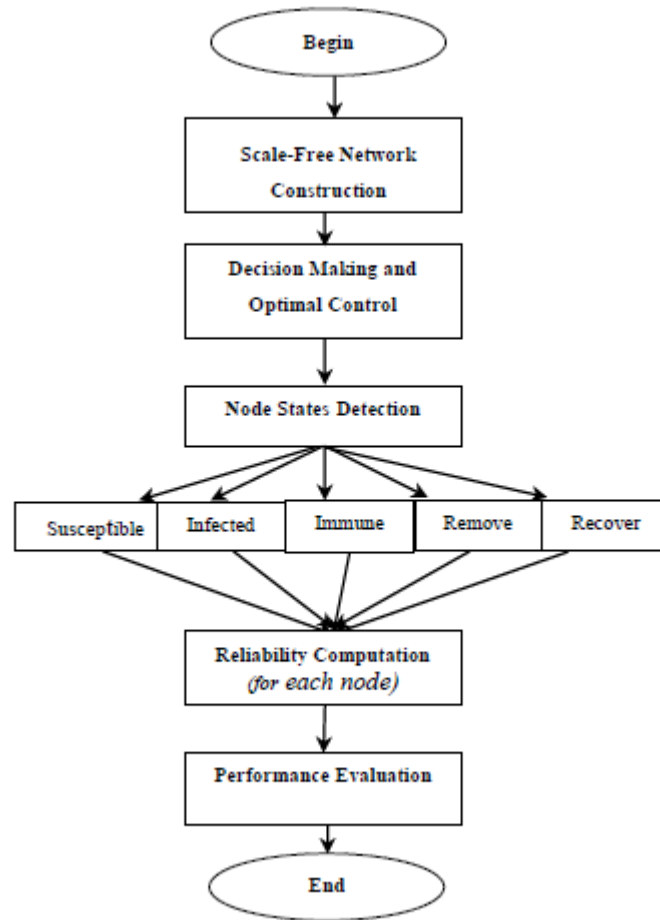 Begin
Scale-Free Network
Construction
Decision Making and
Optimal Control
Node States Detection
Susceptible Infected Immune Remove Recover
Reliability Computation
(for each node)
Performance Evaluation
End